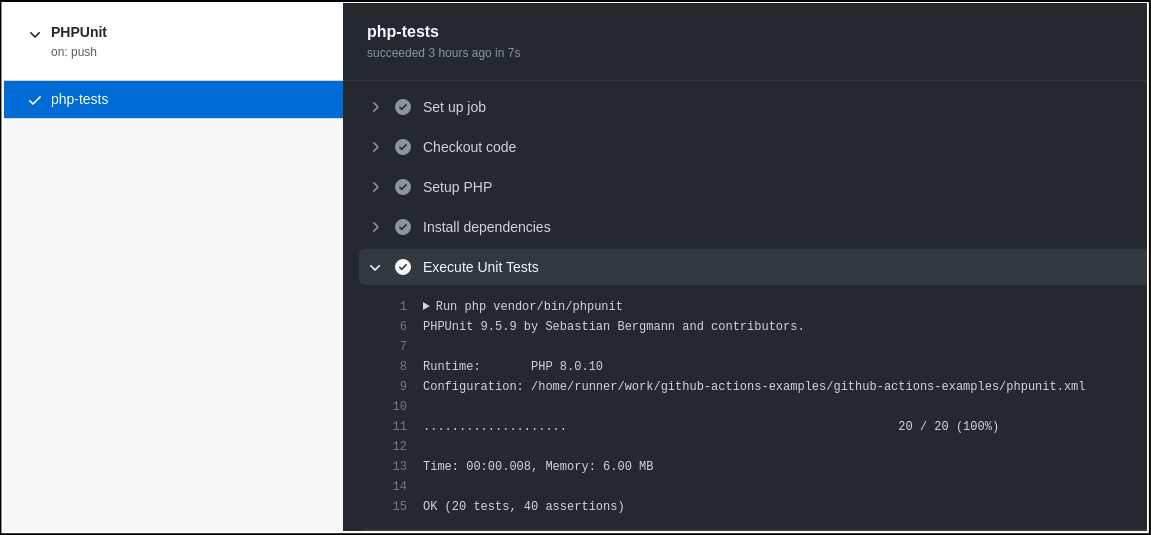 PHPUnit
on: push
php-tests
php-tests
succeeded 3 hours ago in 7s
Set up job
Checkout code
Setup PHP
Install dependencies
Execute Unit Tests
1 Run php vendor/bin/phpunit
6 PHPUnit 9.5.9 by Sebastian Bergmann and contributors.
7
8 Runtime: PHP 8.0.10
9 Configuration: /home/runner/work/github-actions-examples/github-actions-examples/phpunit.xml
10
11 .................... 20 / 20 (100%)
12
13 Time: 00:00.008, Memory: 6.00 MB
14
15 OK (20 tests, 40 assertions)